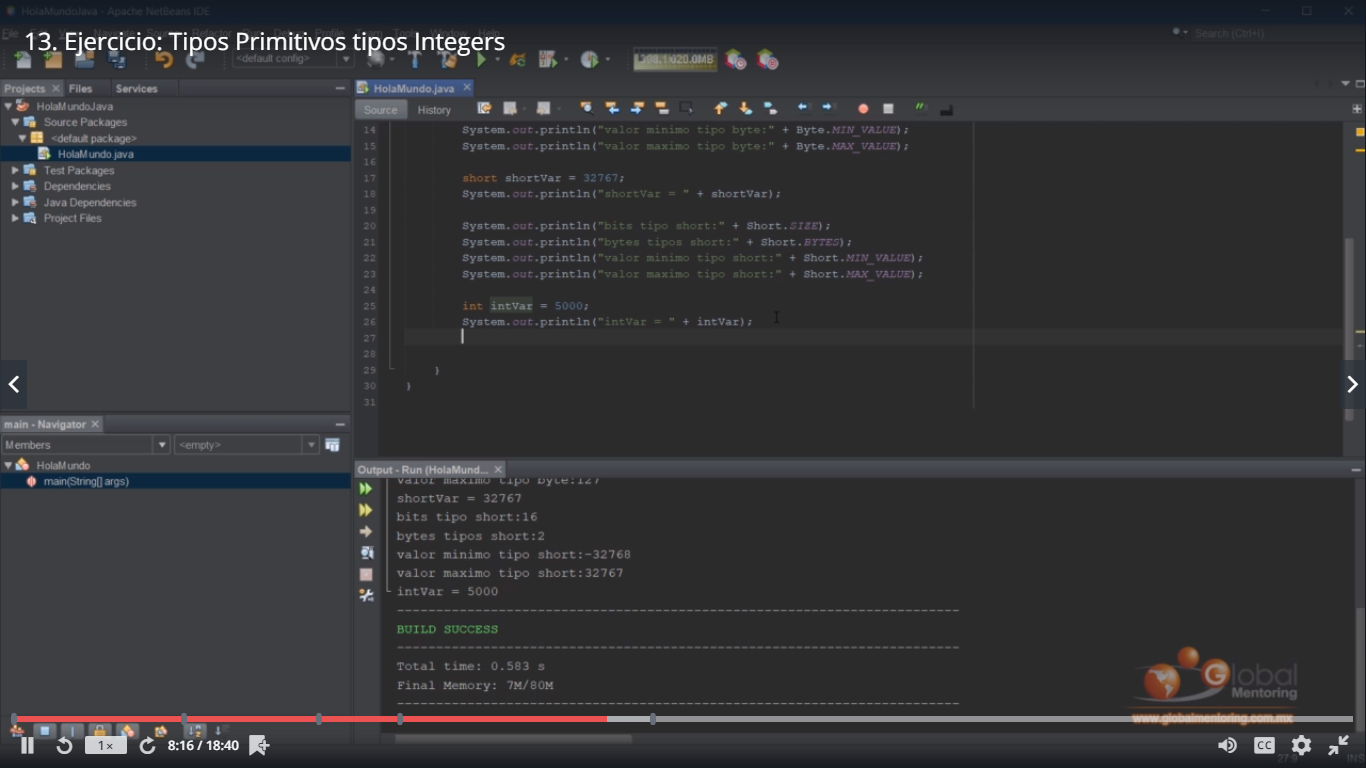 HolaMundoJava - Apache NetBeans IDE
13. Ejercicio: Tipos Primitivos tipos Integers
Search (Ctrl+I)
<default config>
Projects
Files
Services
HolaMundoJava
Source Packages
<default package>
HolaMundo.java
Test Packages
Dependencies
Java Dependencies
Project Files
HolaMundo.java
Source
History
14 System.out.println("valor minimo tipo byte:" + Byte.MIN_VALUE);
15 System.out.println("valor maximo tipo byte:" + Byte.MAX_VALUE);
16
17 short shortVar = 32767;
18 System.out.println("shortVar = " + shortVar);
19
20 System.out.println("bits tipo short:" + Short.SIZE);
21 System.out.println("bytes tipos short:" + Short.BYTES);
22 System.out.println("valor minimo tipo short:" + Short.MIN_VALUE);
23 System.out.println("valor maximo tipo short:" + Short.MAX_VALUE);
24
25 int intVar = 5000;
26 System.out.println("intVar = " + intVar);
27
28
29 }
30 }
31
main - Navigator
Members
<empty>
HolaMundo
main(String[] args)
Output - Run (HolaMund...
valor maximo tipo byte:127
shortVar = 32767
bits tipo short:16
bytes tipos short:2
valor minimo tipo short:-32768
valor maximo tipo short:32767
intVar = 5000
BUILD SUCCESS
Total time: 0.583 s
Final Memory: 7M/80M
Global
Mentoring
www.globalmentoring.com.mx
1×
8:16 / 18:40
CC
INS